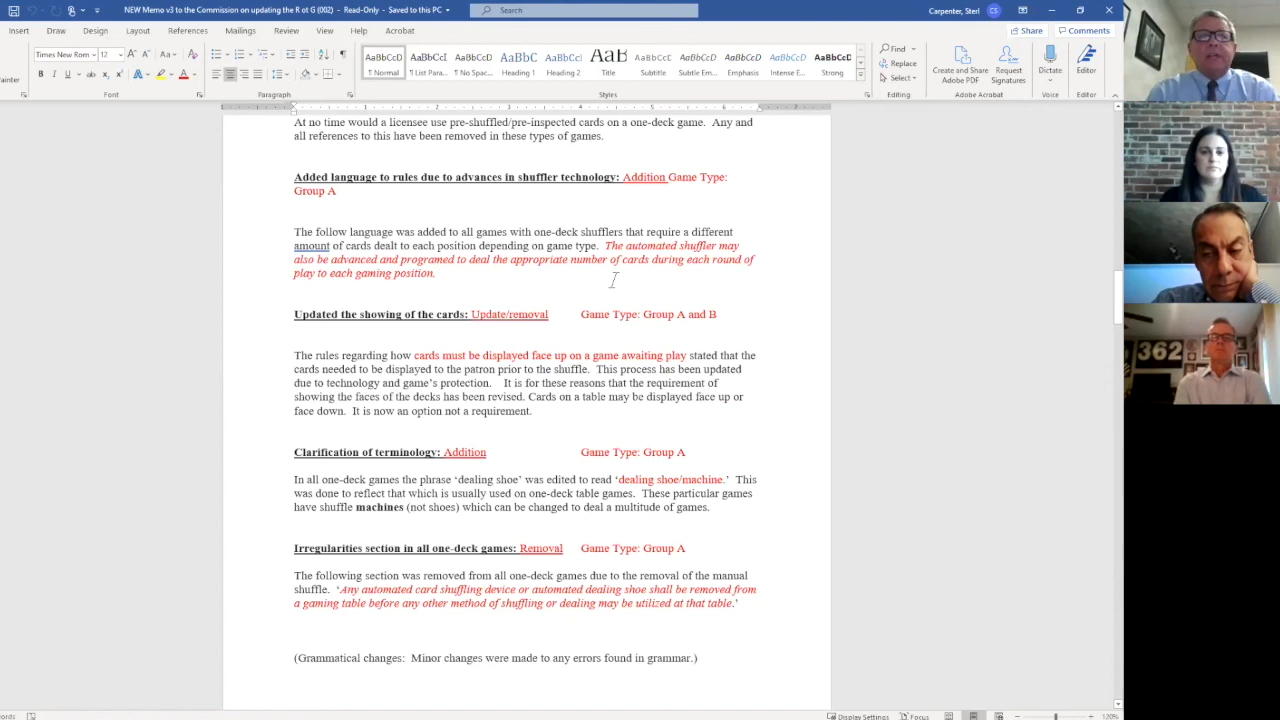 NEW Memo v3 to the Commission on updating the R ot G (002) - Read-Only - Saved to this PC
Search
Carpenter, Sterl
CS
Insert Draw Design Layout References Mailings Review View Help Acrobat
Share Comments
Times New Rom 12
Painter
Font
Paragraph
AaBbCcD AaBbCcI AaBbCcD AaBbC AaBbCc AaB AaBbCcD AaBbCcD AaBbCcD AaBbCcD AaBbCcD
¶ Normal ¶ List Para... ¶ No Spac... Heading 1 Heading 2 Title Subtitle Subtle Em... Emphasis Intense E... Strong
Styles
Find
Replace
Select
Editing
Create and Share Adobe PDF
Request Signatures
Adobe Acrobat
Dictate
Voice
Editor
Editor
At no time would a licensee use pre-shuffled/pre-inspected cards on a one-deck game. Any and
all references to this have been removed in these types of games.
Added language to rules due to advances in shuffler technology: Addition Game Type:
Group A
The follow language was added to all games with one-deck shufflers that require a different
amount of cards dealt to each position depending on game type. The automated shuffler may
also be advanced and programed to deal the appropriate number of cards during each round of
play to each gaming position.
Updated the showing of the cards: Update/removal Game Type: Group A and B
The rules regarding how cards must be displayed face up on a game awaiting play stated that the
cards needed to be displayed to the patron prior to the shuffle. This process has been updated
due to technology and game's protection. It is for these reasons that the requirement of
showing the faces of the decks has been revised. Cards on a table may be displayed face up or
face down. It is now an option not a requirement.
Clarification of terminology: Addition Game Type: Group A
In all one-deck games the phrase ‘dealing shoe’ was edited to read ‘dealing shoe/machine.’ This
was done to reflect that which is usually used on one-deck table games. These particular games
have shuffle machines (not shoes) which can be changed to deal a multitude of games.
Irregularities section in all one-deck games: Removal Game Type: Group A
The following section was removed from all one-deck games due to the removal of the manual
shuffle. ‘Any automated card shuffling device or automated dealing shoe shall be removed from
a gaming table before any other method of shuffling or dealing may be utilized at that table.’
(Grammatical changes: Minor changes were made to any errors found in grammar.)
362
Display Settings Focus 120%